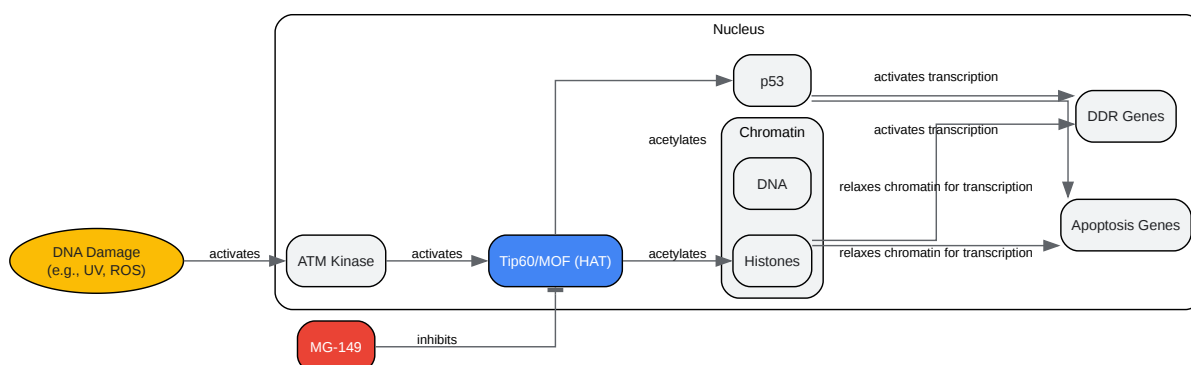 Nucleus
p53
activates transcription
DDR Genes
activates transcription
acetylates
Chromatin
DNA
relaxes chromatin for transcription
Apoptosis Genes
DNA Damage
(e.g., UV, ROS)
activates
ATM Kinase
activates
Tip60/MOF (HAT)
acetylates
Histones
relaxes chromatin for transcription
MG-149
inhibits